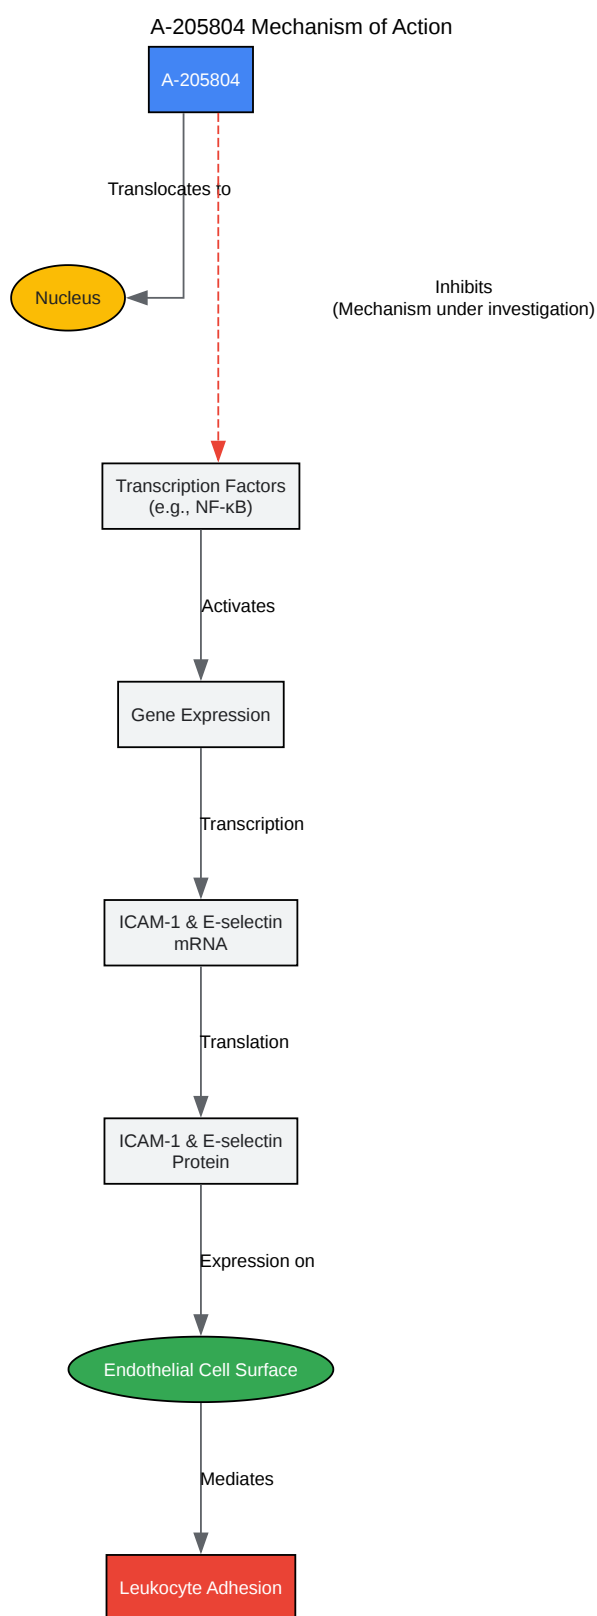 A-205804 Mechanism of Action
A-205804
Translocates to
Nucleus
Inhibits
(Mechanism under investigation)
Transcription Factors
(e.g., NF-κB)
Activates
Gene Expression
Transcription
ICAM-1 & E-selectin
mRNA
Translation
ICAM-1 & E-selectin
Protein
Expression on
Endothelial Cell Surface
Mediates
Leukocyte Adhesion